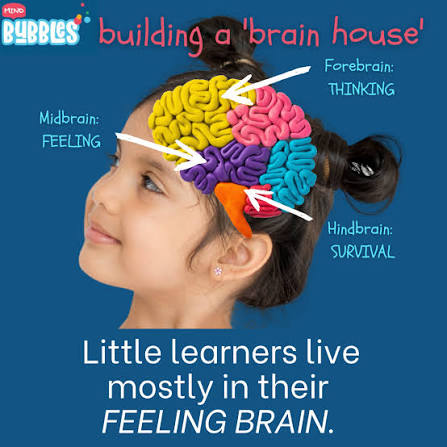 MIND
BUBBLES
building a 'brain house'
Forebrain:
THINKING
Midbrain:
FEELING
Hindbrain:
SURVIVAL
Little learners live
mostly in their
FEELING BRAIN.